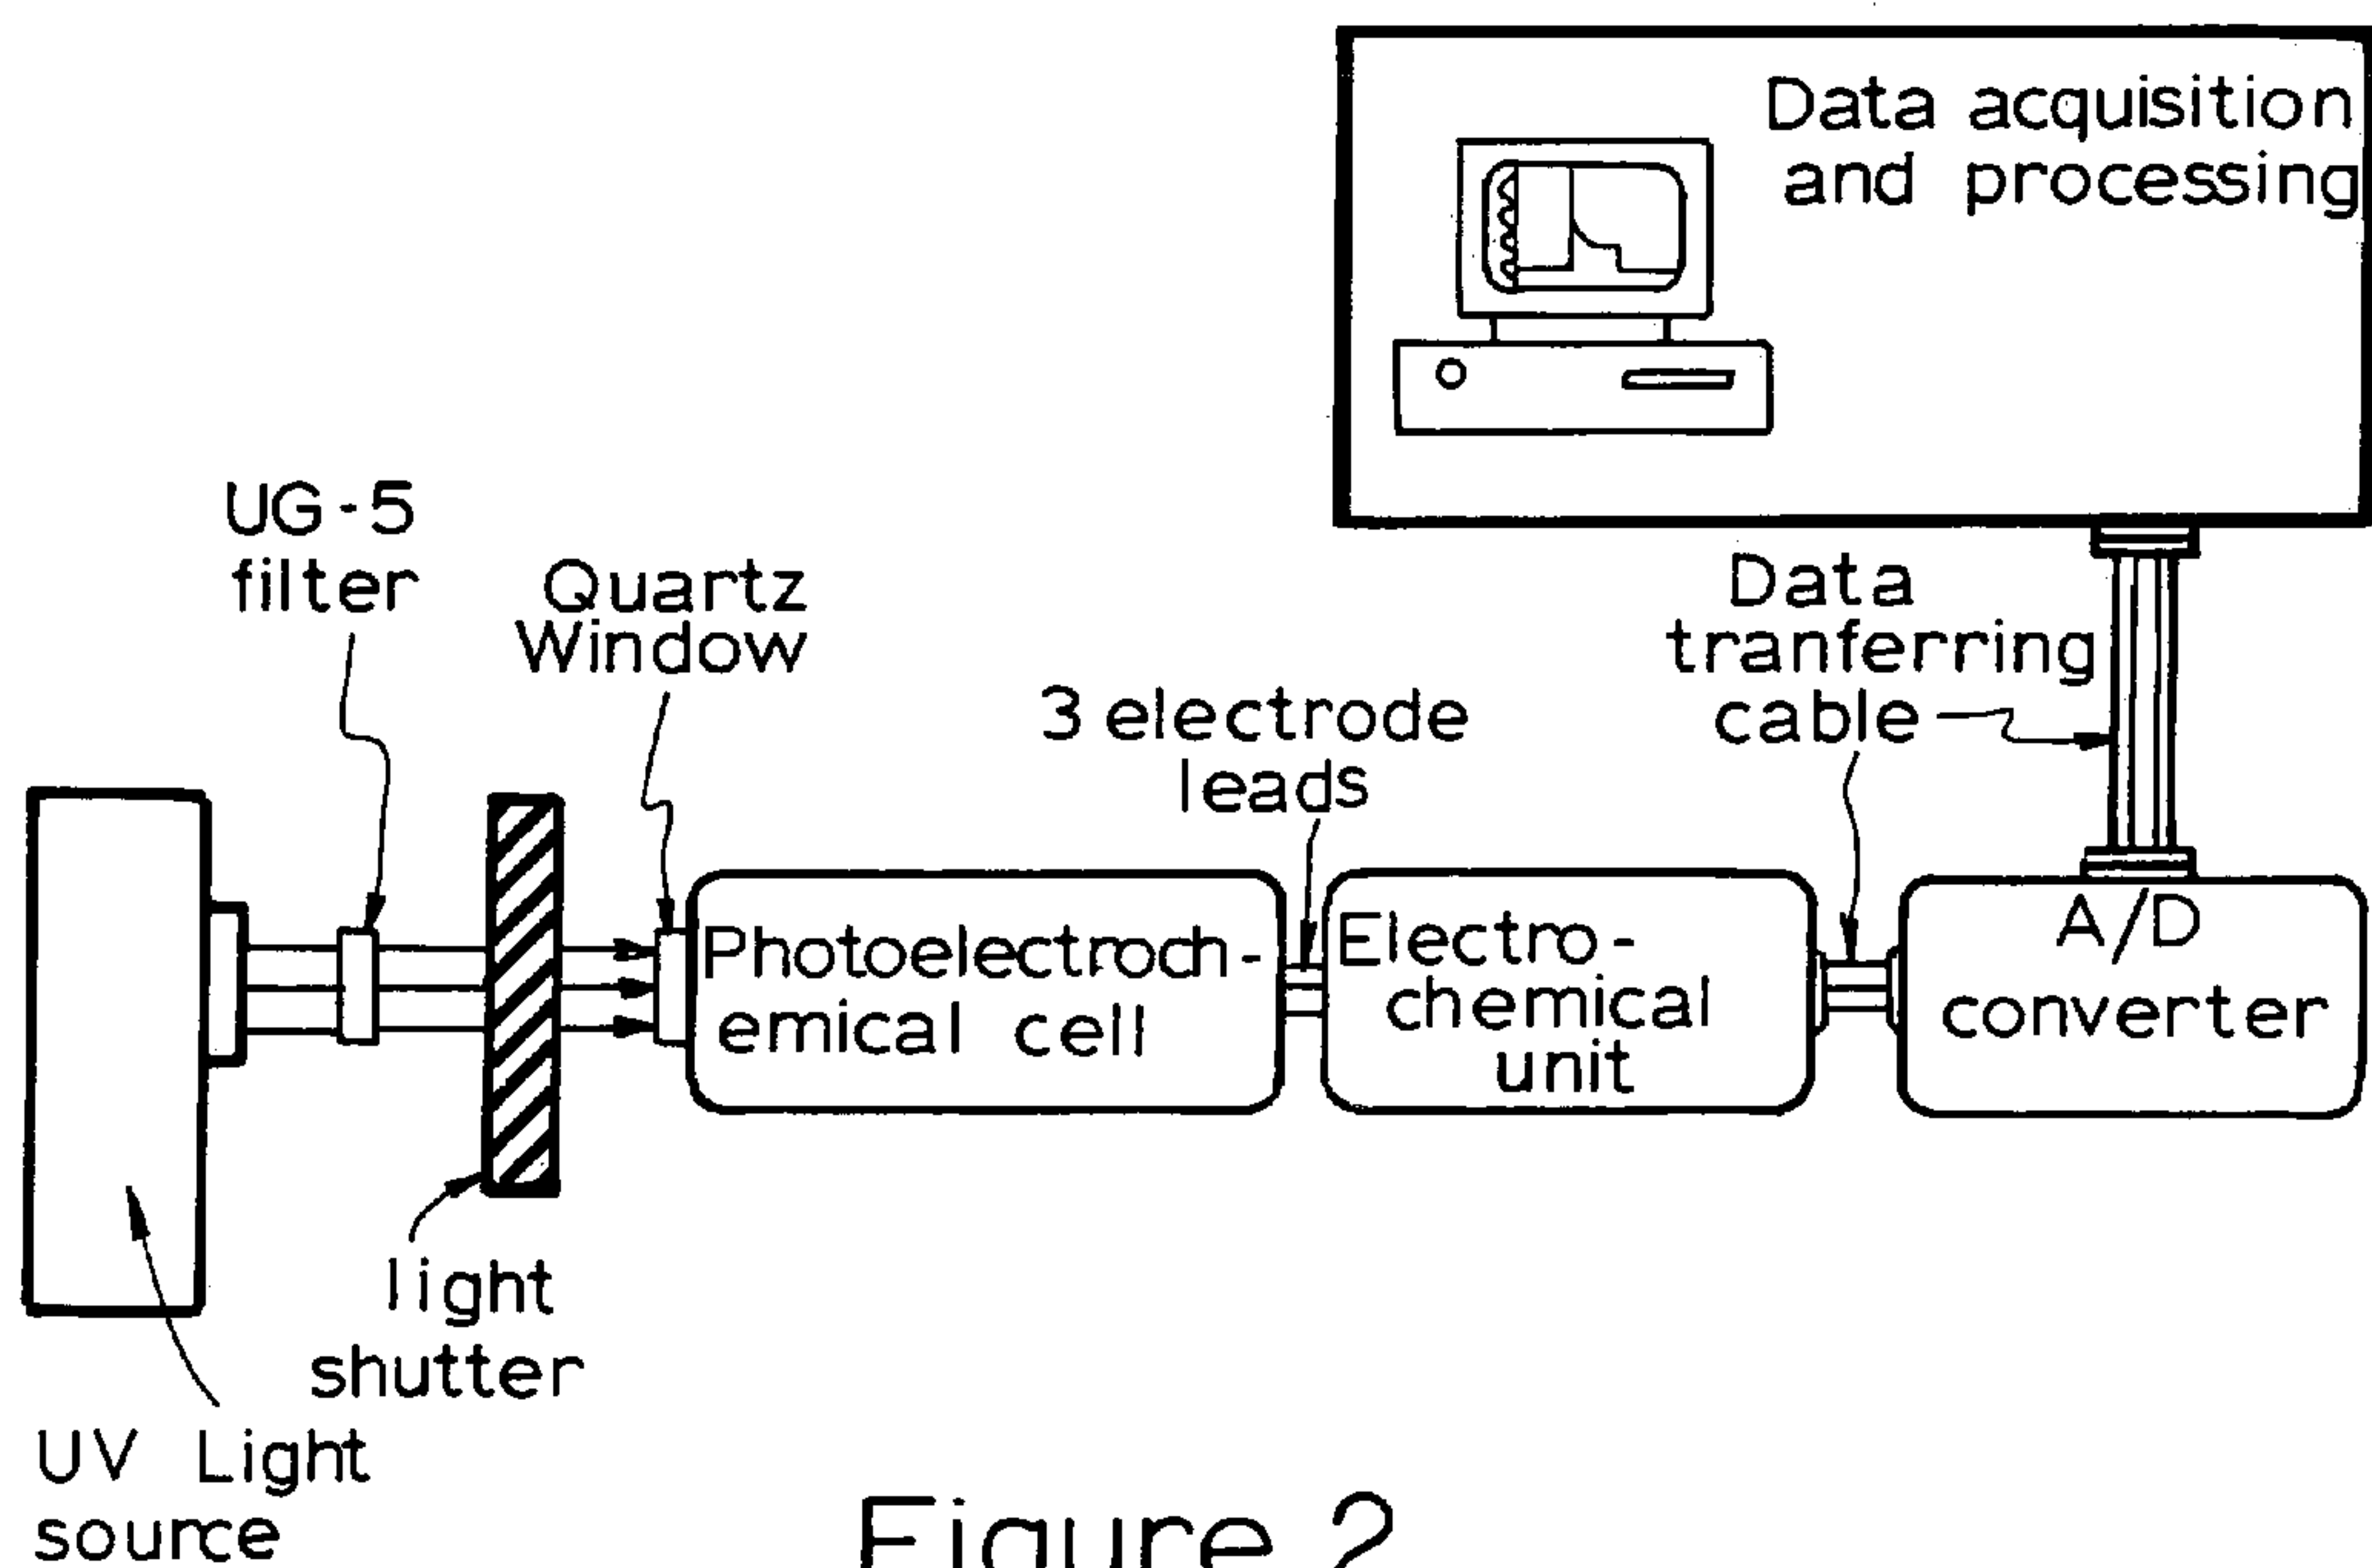 Data acquisition
and processing
UG-5
filter
Quartz
Window
Data
tranferring
cable
3 electrode
leads
Photoelectroch-
emical cell
Electro-
chemical
unit
A/D
converter
light
shutter
UV Light
source
Figure 2